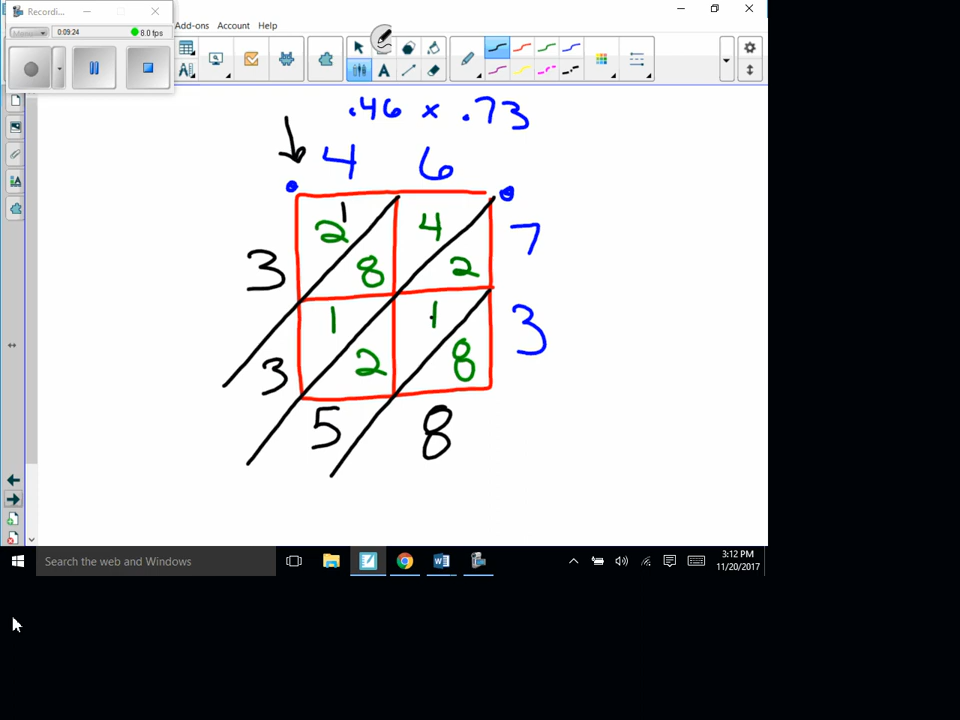 Recordi...
Menu
0:09:24
8.0 fps
Add-ons Account Help
.46 x .73
4 6
1
2 4 7
3 8 2
1 1 3
3 2 8
5 8
Search the web and Windows
3:12 PM
11/20/2017